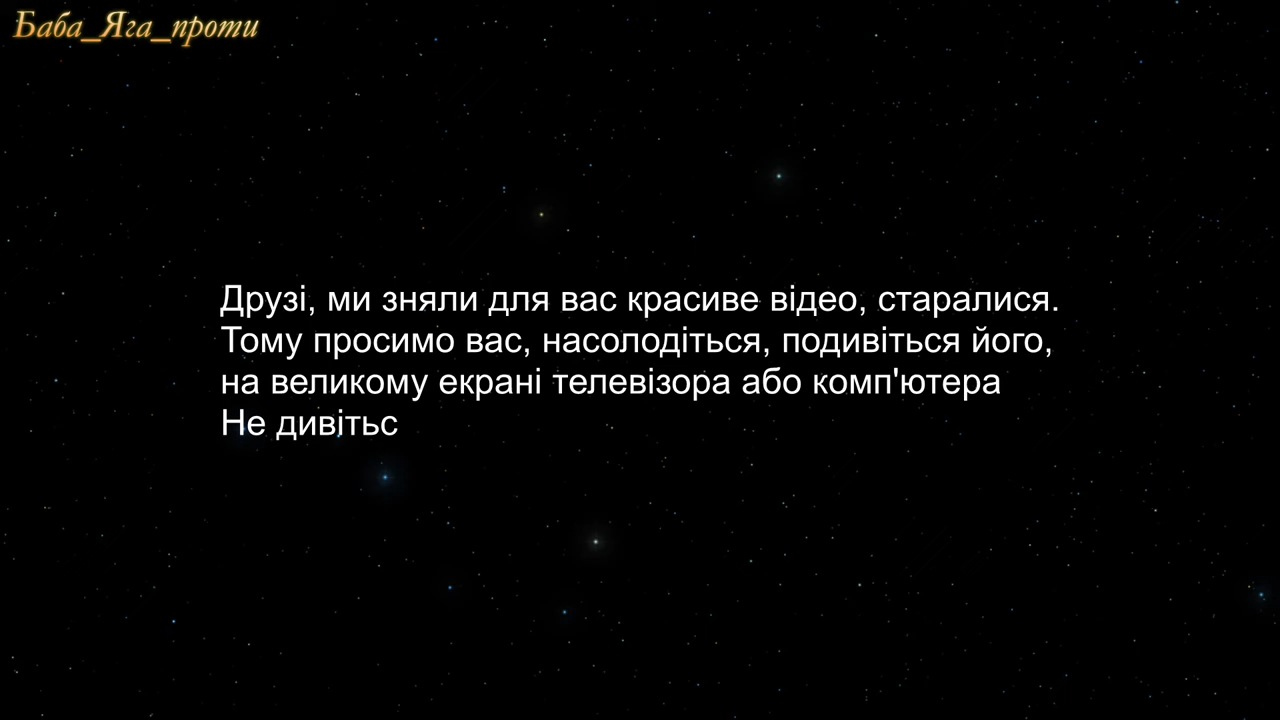 Баба_Яга_проти
Друзі, ми зняли для вас красиве відео, старалися.
Тому просимо вас, насолодіться, подивіться його,
на великому екрані телевізора або комп'ютера
Не дивітьс